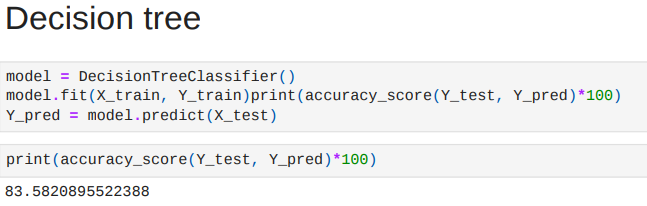 Decision tree
model = DecisionTreeClassifier()
model.fit(X_train, Y_train)print(accuracy_score(Y_test, Y_pred)*100)
Y_pred = model.predict(X_test)
print(accuracy_score(Y_test, Y_pred)*100)
83.5820895522388